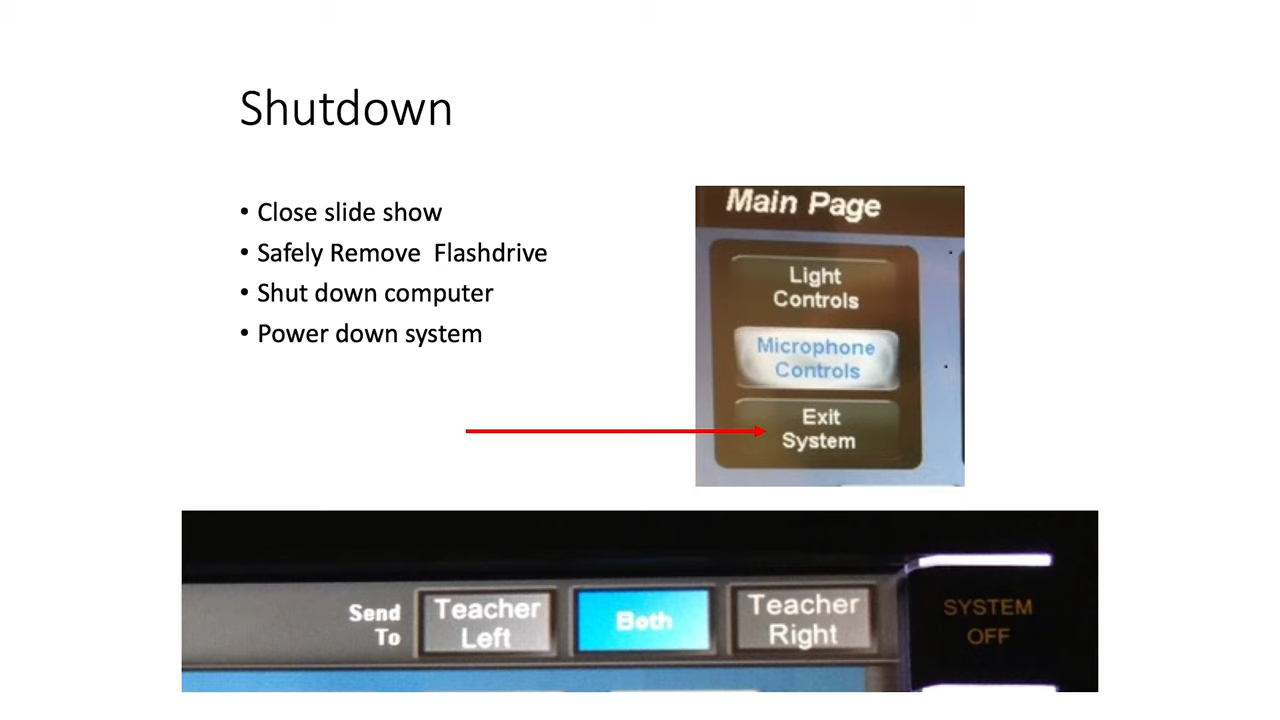 Shutdown
• Close slide show
• Safely Remove  Flashdrive
• Shut down computer
• Power down system
Main Page
Light
Controls
Microphone
Controls
Exit
System
Send
To
Teacher
Left
Both
Teacher
Right
SYSTEM
OFF